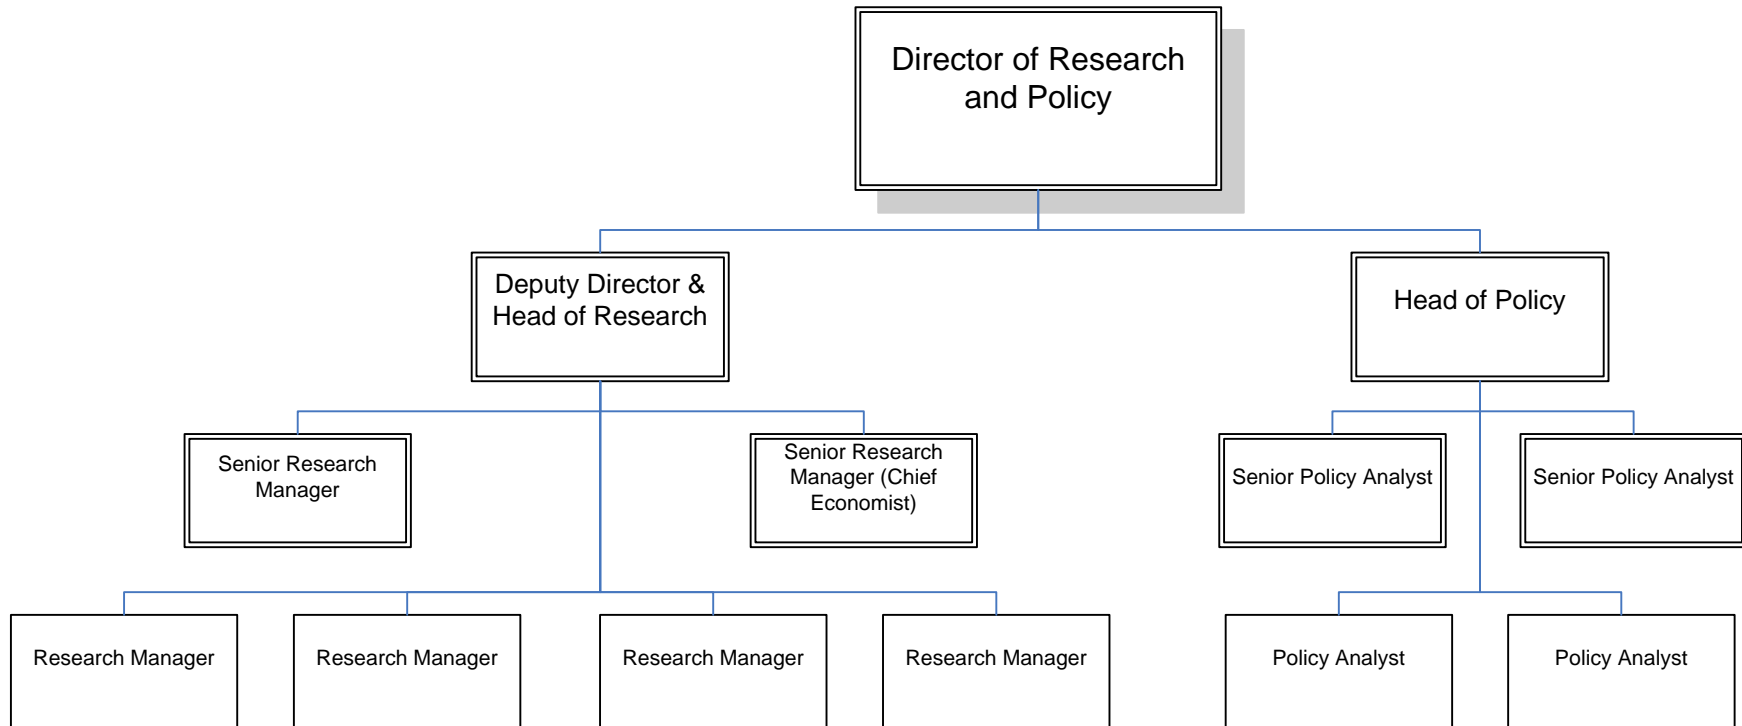 Director of Research
and Policy
Deputy Director &
Head of Research
Head of Policy
Senior Research
Manager
Senior Research
Manager (Chief
Economist)
Senior Policy Analyst
Senior Policy Analyst
Research Manager
Research Manager
Research Manager
Research Manager
Policy Analyst
Policy Analyst